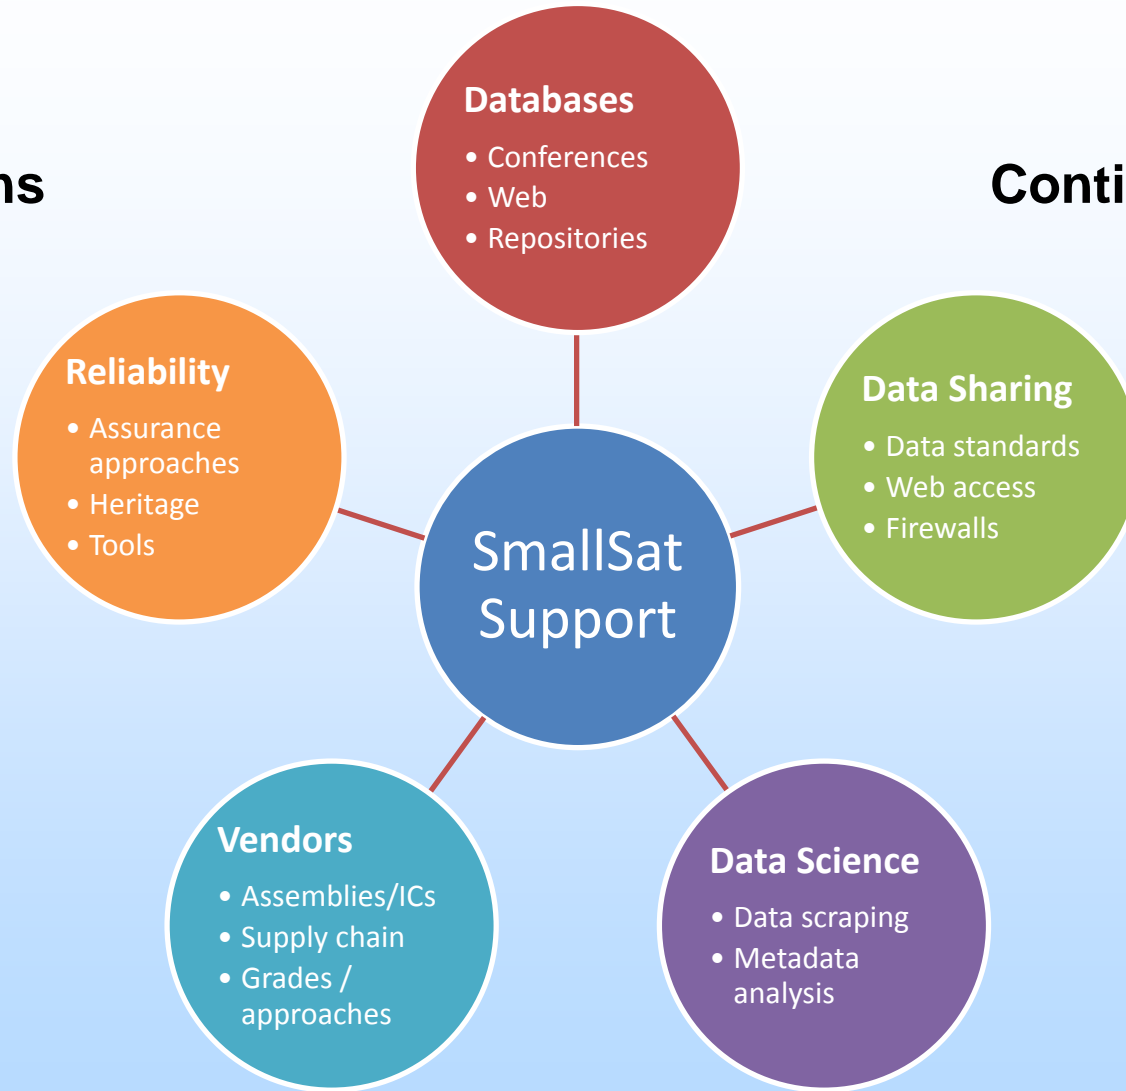 Databases
• Conferences
• Web
• Repositories
ns
Conti
Reliability
• Assurance
approaches
• Heritage
• Tools
Data Sharing
• Data standards
• Web access
• Firewalls
SmallSat
Support
Vendors
• Assemblies/ICs
• Supply chain
• Grades /
approaches
Data Science
• Data scraping
• Metadata
analysis